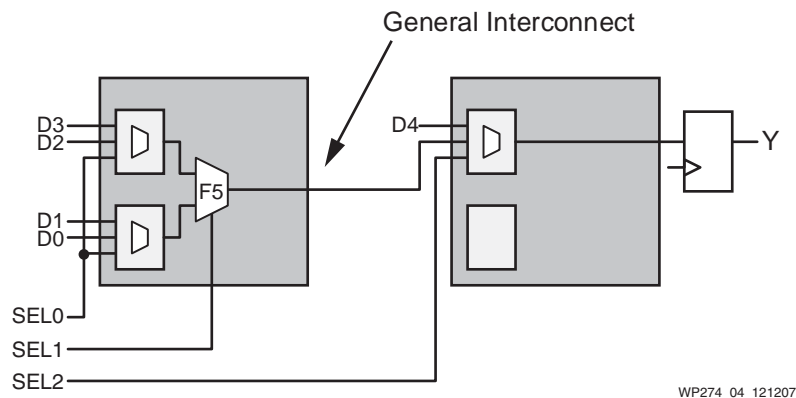 General Interconnect
D3
D2
D4
Y
F5
D1
D0
SEL0
SEL1
SEL2
WP274_04_121207